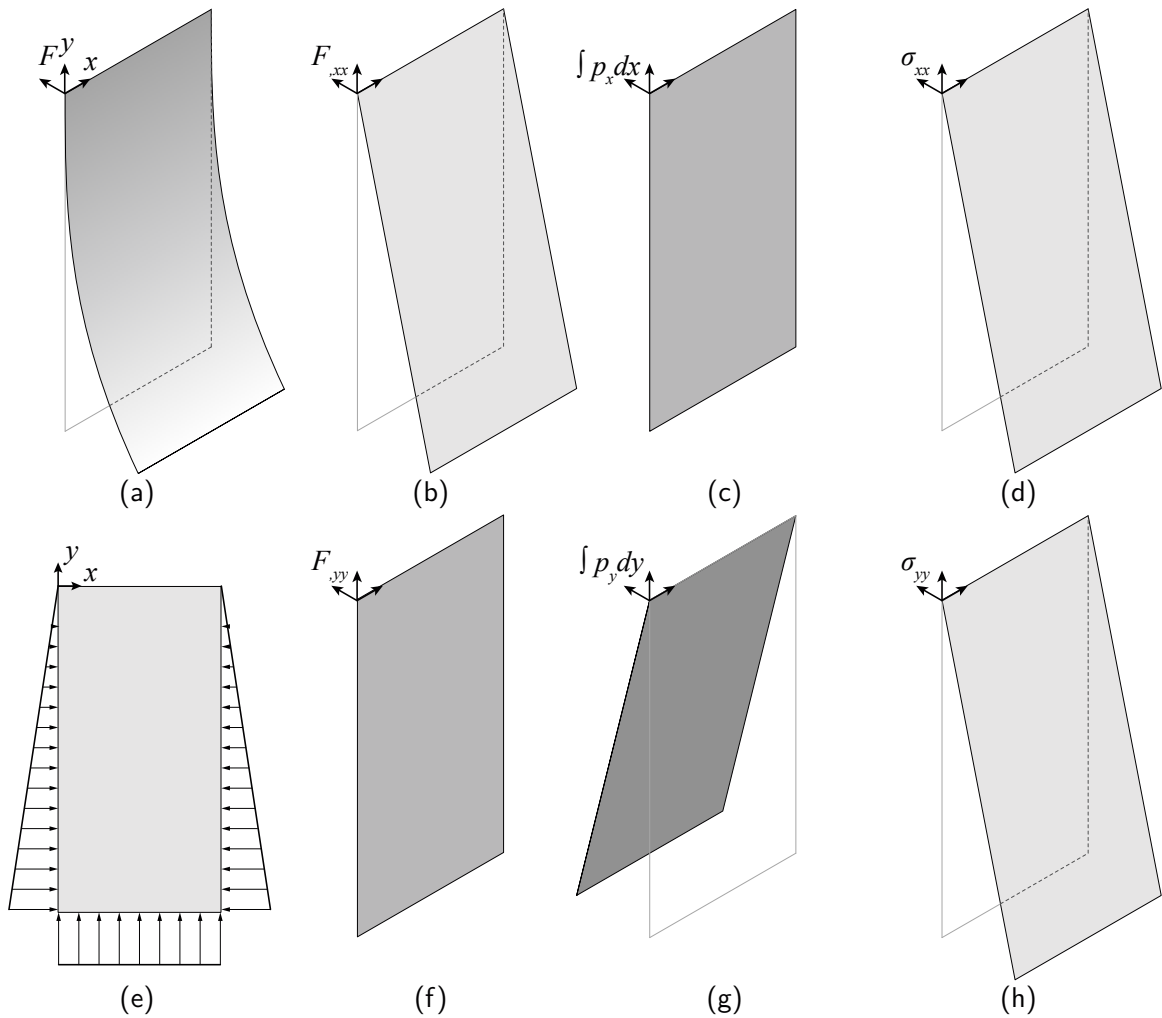 F y x
F,xx
∫ pxdx
σxx
(a)
(b)
(c)
(d)
y
x
F,yy
∫ pydy
σyy
(e)
(f)
(g)
(h)